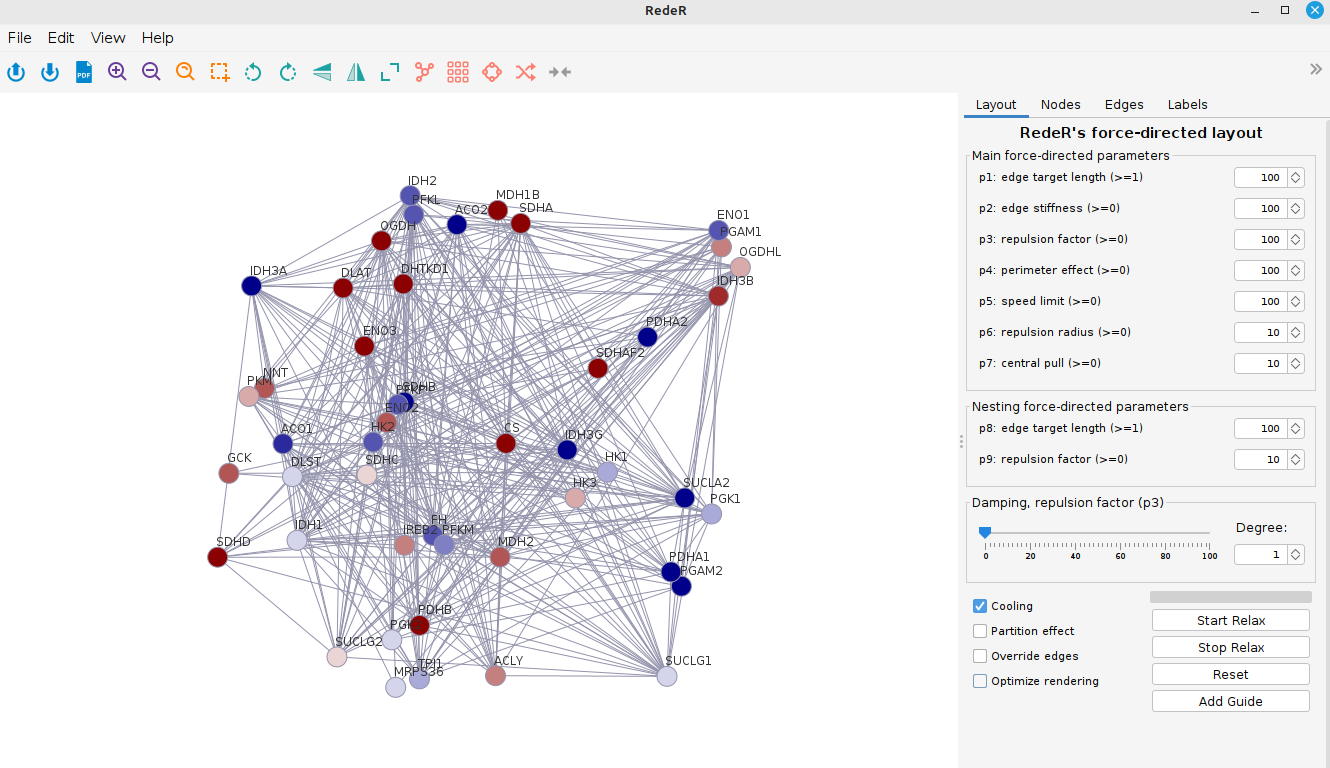 RedeR
File Edit View Help
PDF
Layout Nodes Edges Labels
RedeR's force-directed layout
Main force-directed parameters
p1: edge target length (>=1) 100
p2: edge stiffness (>=0) 100
p3: repulsion factor (>=0) 100
p4: perimeter effect (>=0) 100
p5: speed limit (>=0) 100
p6: repulsion radius (>=0) 10
p7: central pull (>=0) 10
Nesting force-directed parameters
p8: edge target length (>=1) 100
p9: repulsion factor (>=0) 10
Damping, repulsion factor (p3)
Degree:
0 20 40 60 80 100
1
Cooling
Partition effect
Override edges
Optimize rendering
Start Relax
Stop Relax
Reset
Add Guide
IDH2
PFKL
MDH1B
ACO2
SDHA
OGDH
ENO1
PGAM1
OGDHL
IDH3A
DLAT
DHTKD1
IDH3B
PDHA2
ENO3
SDHAF2
NNT
PKM
SDHB
ENO2
HK2
ACO1
CS
IDH3G
GCK
DLST
SDHC
HK1
HK3
SUCLA2
PGK1
IDH1
FH
IREB2
PFKM
SDHD
MDH2
PDHA1
PGAM2
PDHB
SUCLG2
TPI1
MRPS36
ACLY
SUCLG1